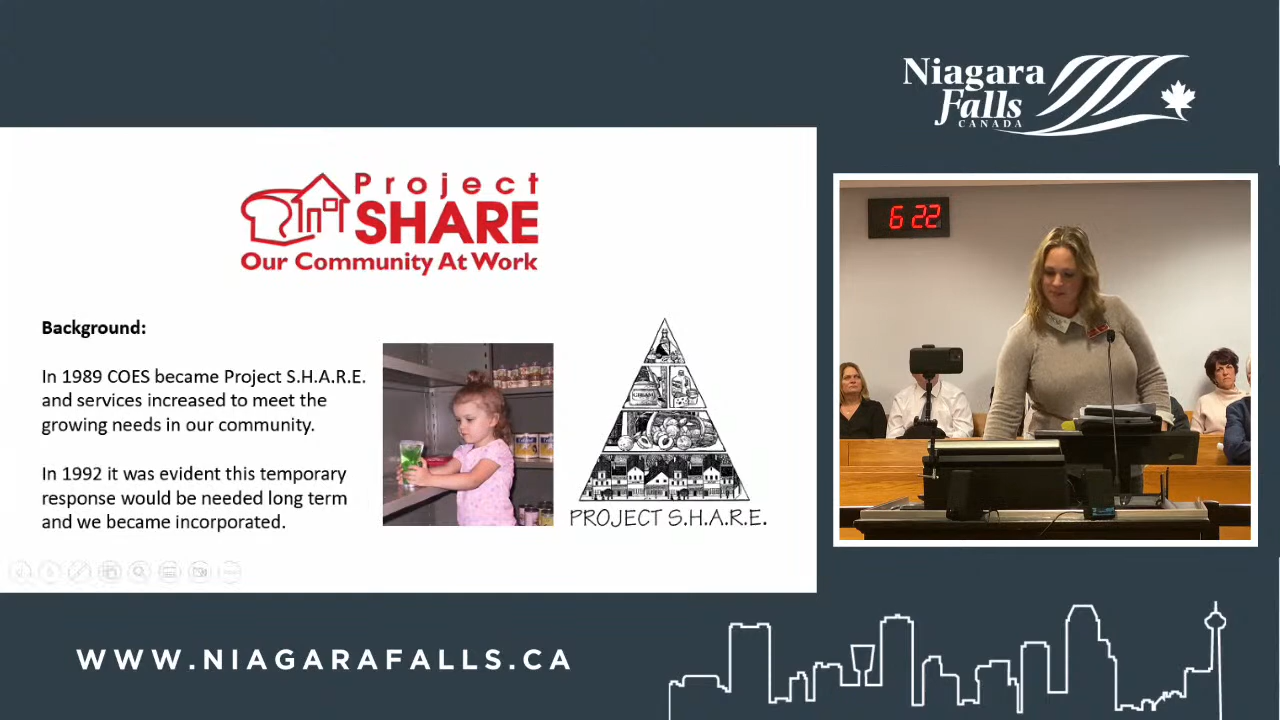 Niagara
Falls
CANADA
Project
SHARE
Our Community At Work
6 22
Background:
In 1989 COES became Project S.H.A.R.E.
and services increased to meet the
growing needs in our community.
In 1992 it was evident this temporary
response would be needed long term
and we became incorporated.
PROJECT S.H.A.R.E.
WWW.NIAGARAFALLS.CA